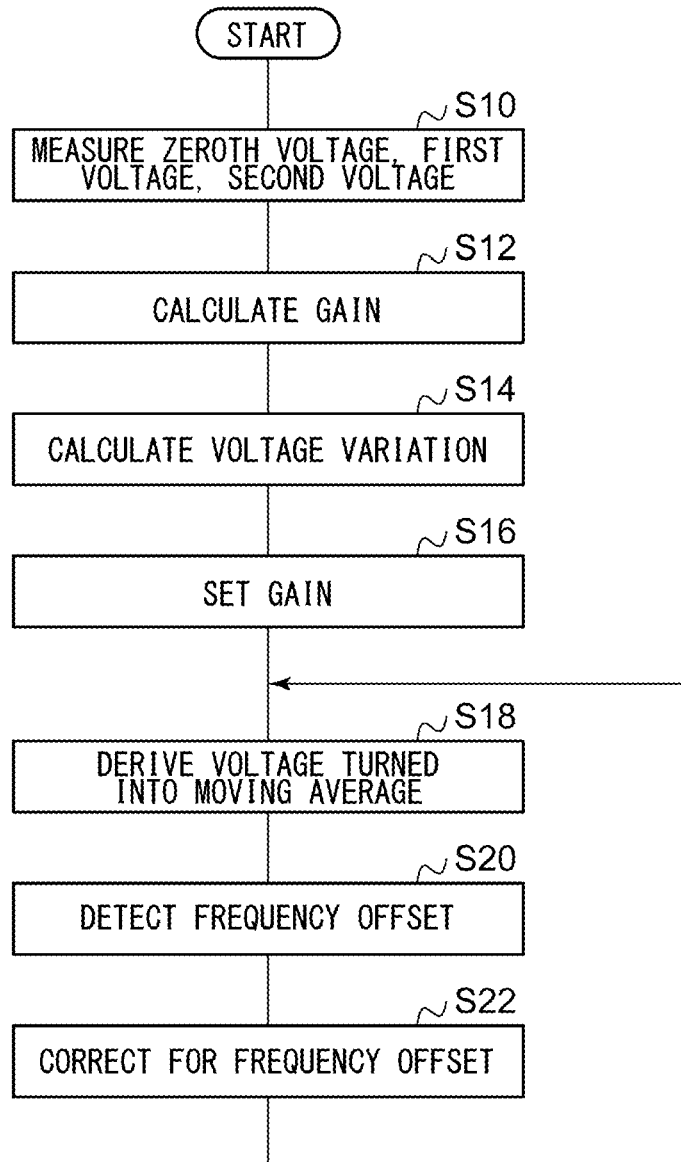 START
S10
MEASURE ZEROTH VOLTAGE, FIRST
VOLTAGE, SECOND VOLTAGE
S12
CALCULATE GAIN
S14
CALCULATE VOLTAGE VARIATION
S16
SET GAIN
S18
DERIVE VOLTAGE TURNED
INTO MOVING AVERAGE
S20
DETECT FREQUENCY OFFSET
S22
CORRECT FOR FREQUENCY OFFSET